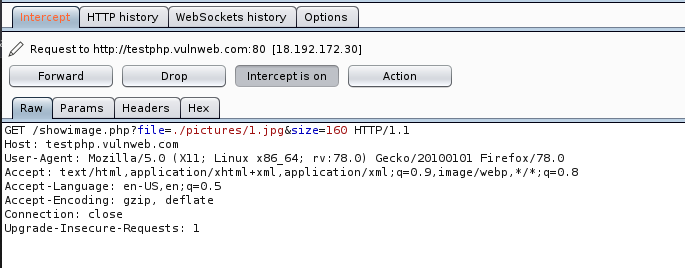 Intercept HTTP history WebSockets history Options
Request to http://testphp.vulnweb.com:80 [18.192.172.30]
Forward Drop Intercept is on Action
Raw Params Headers Hex
GET /showimage.php?file=./pictures/1.jpg&size=160 HTTP/1.1
Host: testphp.vulnweb.com
User-Agent: Mozilla/5.0 (X11; Linux x86_64; rv:78.0) Gecko/20100101 Firefox/78.0
Accept: text/html,application/xhtml+xml,application/xml;q=0.9,image/webp,*/*;q=0.8
Accept-Language: en-US,en;q=0.5
Accept-Encoding: gzip, deflate
Connection: close
Upgrade-Insecure-Requests: 1